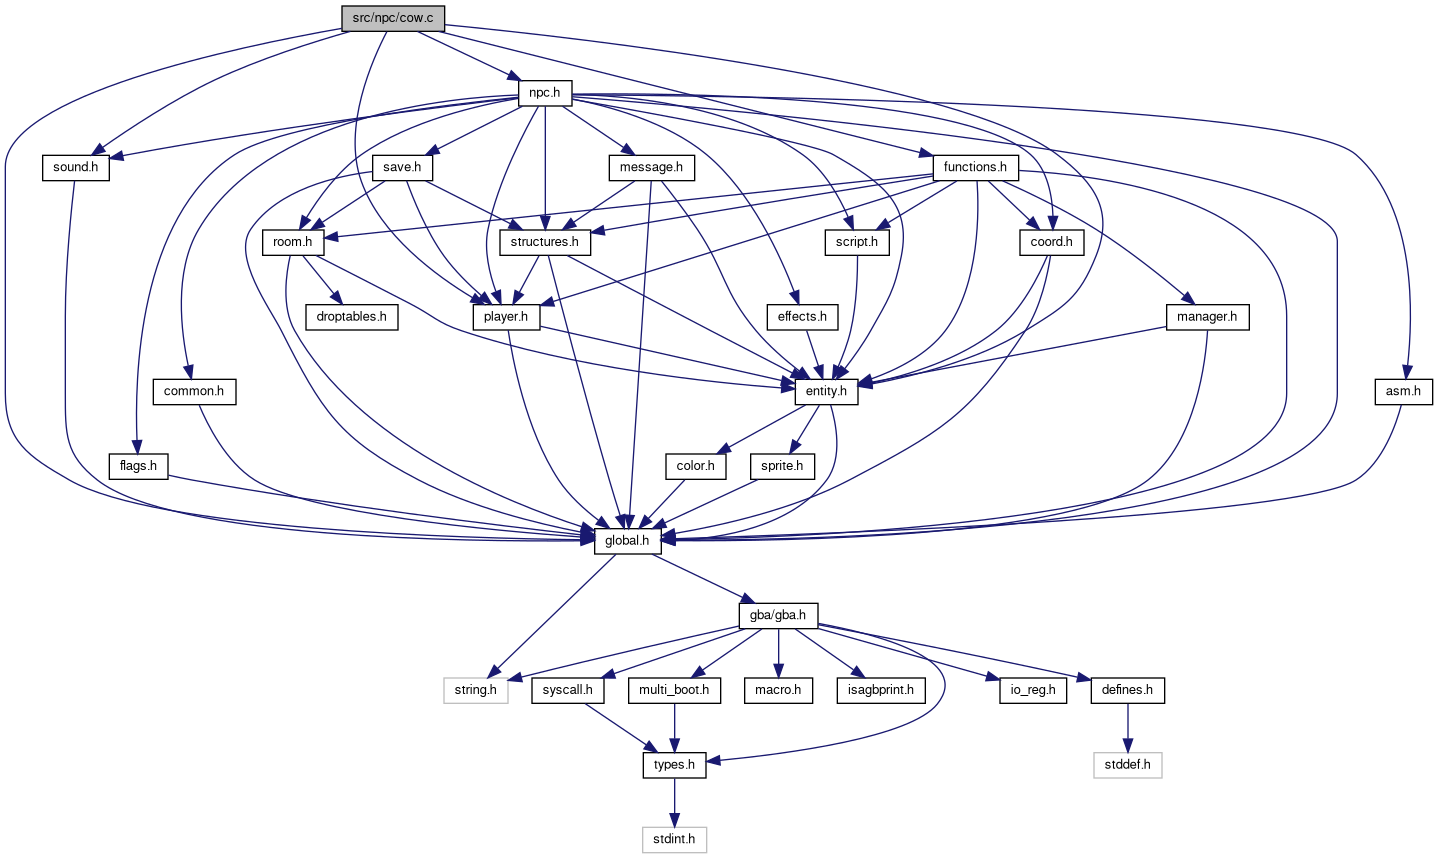 src/npc/cow.c
npc.h
sound.h
save.h
message.h
functions.h
room.h
structures.h
script.h
coord.h
droptables.h
player.h
effects.h
manager.h
common.h
entity.h
asm.h
flags.h
color.h
sprite.h
global.h
gba/gba.h
string.h
syscall.h
multi_boot.h
macro.h
isagbprint.h
io_reg.h
defines.h
types.h
stddef.h
stdint.h